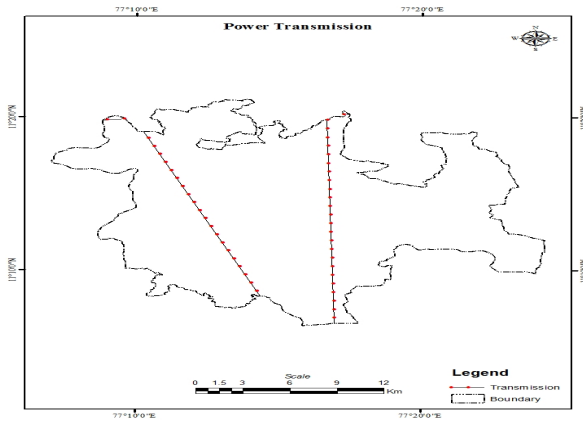 77°10'0"E 77°20'0"E
Power Transmission
N
W E
S
Scale
0 1.5 3 6 9 12
Km
Legend
Transmission
Boundary
77°10'0"E 77°20'0"E